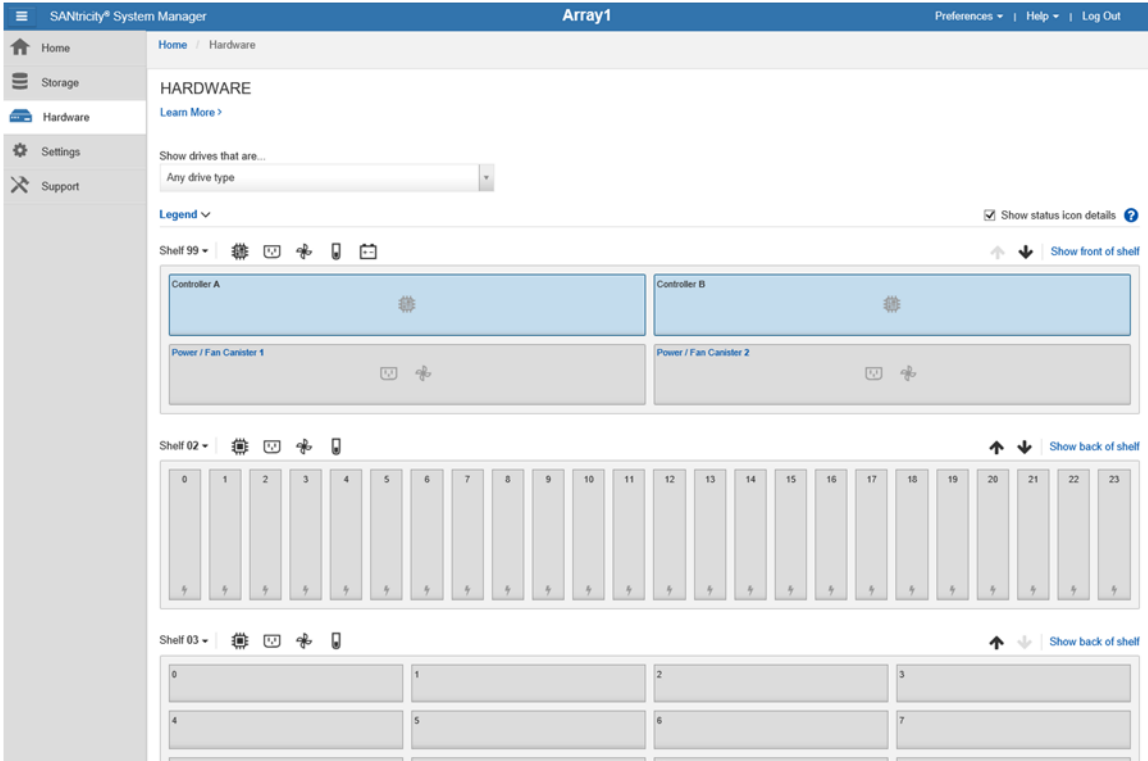 SANtricity® System Manager
Array1
Preferences | Help | Log Out
Home
Storage
Hardware
Settings
Support
Home / Hardware
HARDWARE
Learn More >
Show drives that are...
Any drive type
Legend
Show status icon details
Shelf 99
Show front of shelf
Controller A
Controller B
Power / Fan Canister 1
Power / Fan Canister 2
Shelf 02
Show back of shelf
0 1 2 3 4 5 6 7 8 9 10 11 12 13 14 15 16 17 18 19 20 21 22 23
Shelf 03
Show back of shelf
0 1 2 3
4 5 6 7